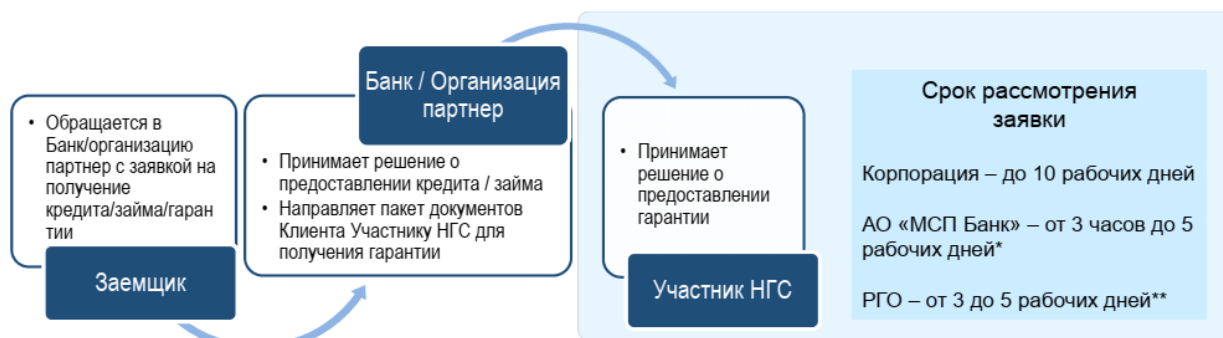 • Обращается в
Банк/организацию
партнер с заявкой на
получение
кредита/займа/гаран
тии
Заемщик
Банк / Организация
партнер
• Принимает решение о
предоставлении кредита / займа
• Направляет пакет документов
Клиента Участнику НГС для
получения гарантии
• Принимает
решение о
предоставлении
гарантии
Участник НГС
Срок рассмотрения
заявки
Корпорация – до 10 рабочих дней
АО «МСП Банк» – от 3 часов до 5
рабочих дней*
РГО – от 3 до 5 рабочих дней**